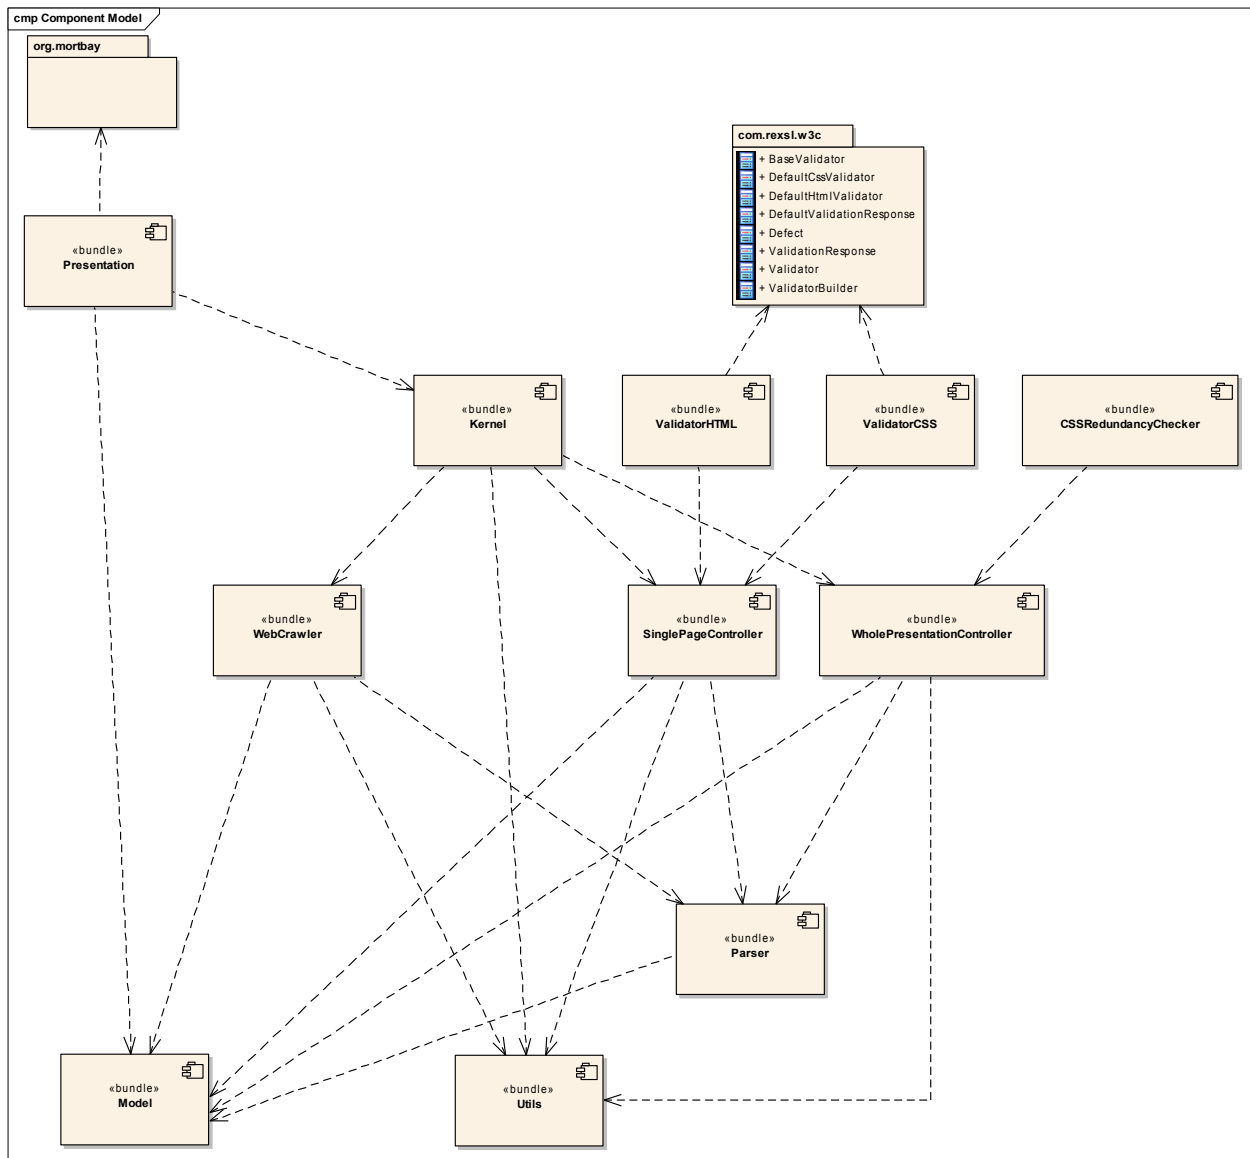 cmp Component Model
org.mortbay
com.rexsl.w3c
+ BaseValidator
+ DefaultCssValidator
+ DefaultHtmlValidator
+ DefaultValidationResponse
+ Defect
+ ValidationResponse
+ Validator
+ ValidatorBuilder
«bundle»
Presentation
«bundle»
Kernel
«bundle»
ValidatorHTML
«bundle»
ValidatorCSS
«bundle»
CSSRedundancyChecker
«bundle»
WebCrawler
«bundle»
SinglePageController
«bundle»
WholePresentationController
«bundle»
Parser
«bundle»
Model
«bundle»
Utils